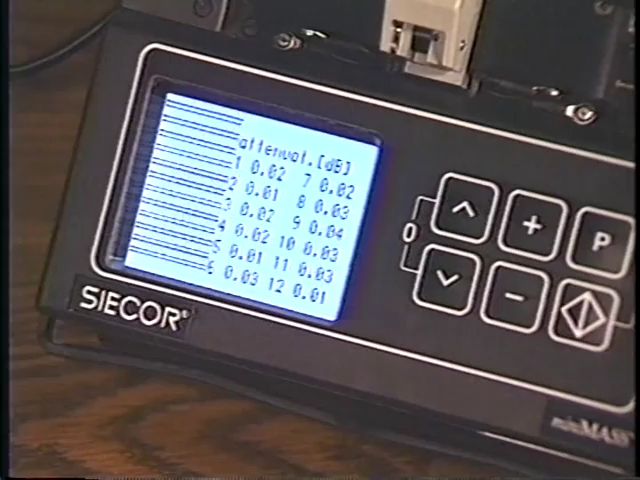 attenuat.[dB]
1 0.02 7 0.02
2 0.01 8 0.03
3 0.02 9 0.04
4 0.02 10 0.03
5 0.01 11 0.03
6 0.03 12 0.01
0
+
P
-
SIECOR®
miniMASS